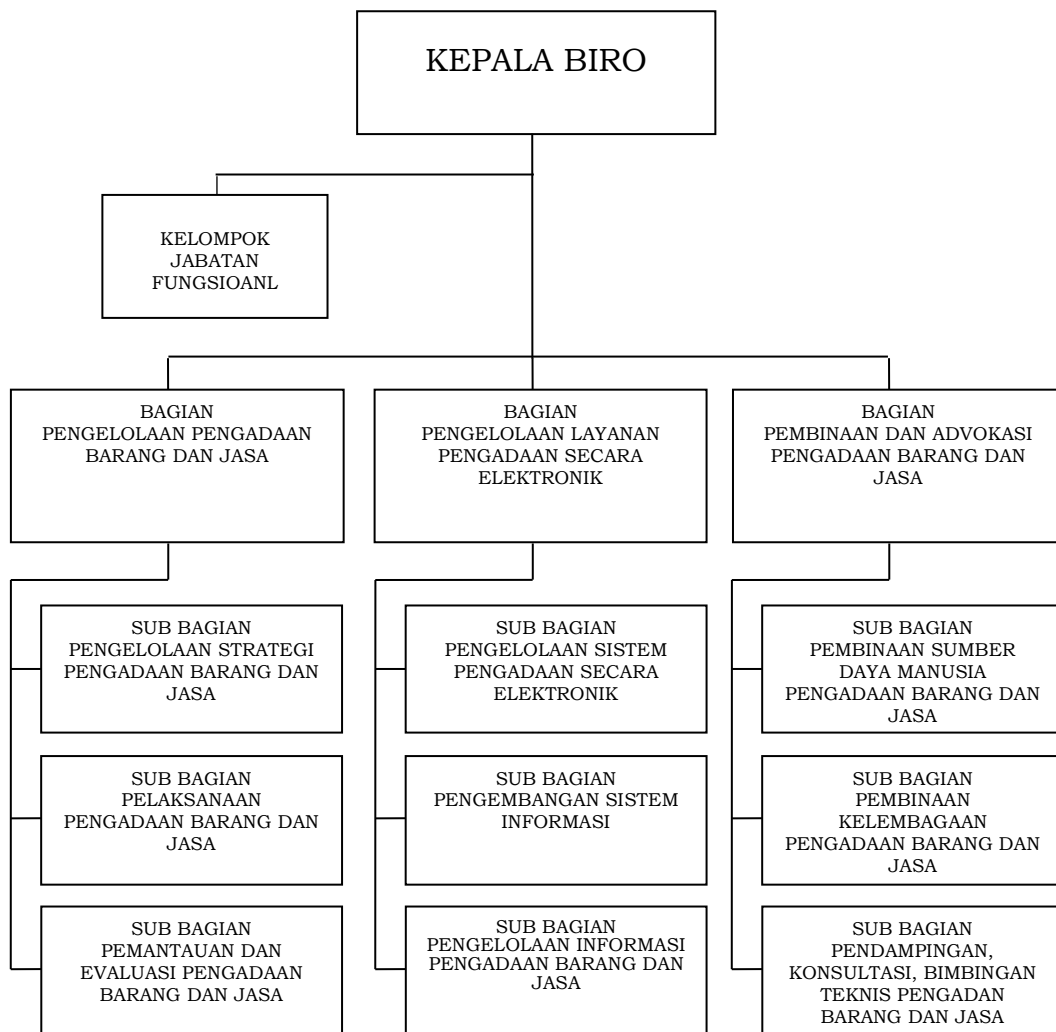 KEPALA BIRO
KELOMPOK
JABATAN
FUNGSIOANL
BAGIAN
PENGELOLAAN PENGADAAN
BARANG DAN JASA
BAGIAN
PENGELOLAAN LAYANAN
PENGADAAN SECARA
ELEKTRONIK
BAGIAN
PEMBINAAN DAN ADVOKASI
PENGADAAN BARANG DAN
JASA
SUB BAGIAN
PENGELOLAAN STRATEGI
PENGADAAN BARANG DAN
JASA
SUB BAGIAN
PENGELOLAAN SISTEM
PENGADAAN SECARA
ELEKTRONIK
SUB BAGIAN
PEMBINAAN SUMBER
DAYA MANUSIA
PENGADAAN BARANG DAN
JASA
SUB BAGIAN
PELAKSANAAN
PENGADAAN BARANG DAN
JASA
SUB BAGIAN
PENGEMBANGAN SISTEM
INFORMASI
SUB BAGIAN
PEMBINAAN
KELEMBAGAAN
PENGADAAN BARANG DAN
JASA
SUB BAGIAN
PEMANTAUAN DAN
EVALUASI PENGADAAN
BARANG DAN JASA
SUB BAGIAN
PENGELOLAAN INFORMASI
PENGADAAN BARANG DAN
JASA
SUB BAGIAN
PENDAMPINGAN,
KONSULTASI, BIMBINGAN
TEKNIS PENGADAN
BARANG DAN JASA